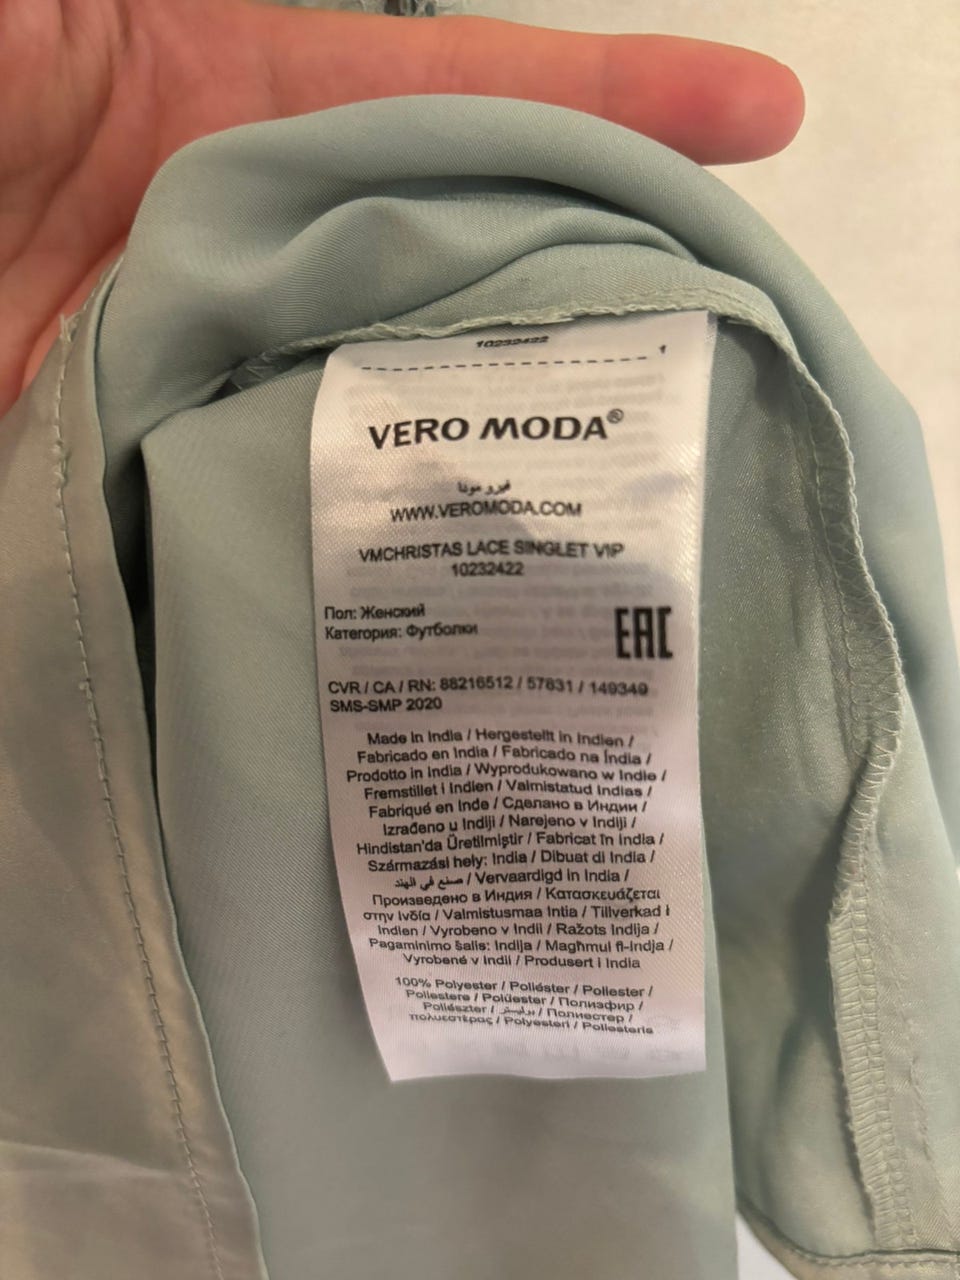 10232422
1
VERO MODA®
فيرو مودا
WWW.VEROMODA.COM
VMCHRISTAS LACE SINGLET VIP
10232422
Пол: Женский
Категория: Футболки
EAC
CVR / CA / RN: 88216512 / 57831 / 149349
SMS-SMP 2020
Made in India / Hergestellt in Indien /
Fabricado en India / Fabricado na Índia /
Prodotto in India / Wyprodukowano w Indie /
Fremstillet i Indien / Valmistatud Indias /
Fabriqué en Inde / Сделано в Индии /
Izrađeno u Indiji / Narejeno v Indiji /
Hindistan'da Üretilmiştir / Fabricat în India /
Származási hely: India / Dibuat di India /
صنع في الهند / Vervaardigd in India /
Произведено в Индия / Κατασκευάζεται
στην Ινδία / Valmistusmaa Intia / Tillverkad i
Indien / Vyrobeno v Indii / Ražots Indija /
Pagaminimo šalis: Indija / Magħmul fl-Indja /
Vyrobené v Indii / Produsert i India
100% Polyester / Poliéster / Poliester /
Poliestere / Polüester / Полиэфир /
Poliészter / بوليستر / Полиестер /
πολυεστέρας / Polyesteri / Poliesteris